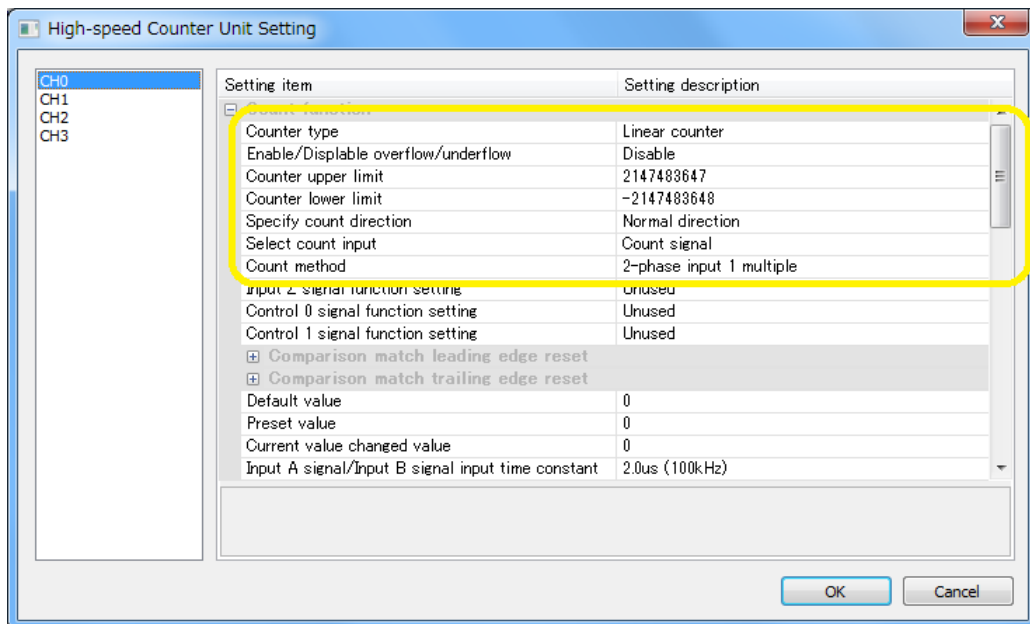 High-speed Counter Unit Setting
CH0
CH1
CH2
CH3
Setting item Setting description
Count function
Counter type Linear counter
Enable/Displable overflow/underflow Disable
Counter upper limit 2147483647
Counter lower limit -2147483648
Specify count direction Normal direction
Select count input Count signal
Count method 2-phase input 1 multiple
Input Z signal function setting Unused
Control 0 signal function setting Unused
Control 1 signal function setting Unused
Comparison match leading edge reset
Comparison match trailing edge reset
Default value 0
Preset value 0
Current value changed value 0
Input A signal/Input B signal input time constant 2.0us (100kHz)
OK Cancel